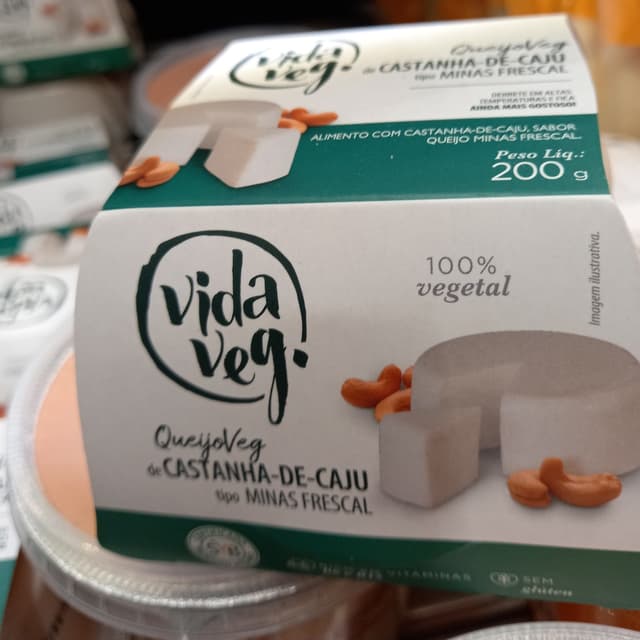 vida
veg.
QueijoVeg
de CASTANHA-DE-CAJU
tipo MINAS FRESCAL
DERRETE EM ALTAS
TEMPERATURAS E FICA
AINDA MAIS GOSTOSO!
ALIMENTO COM CASTANHA-DE-CAJU, SABOR
QUEIJO MINAS FRESCAL.
Peso Líq.:
200 g
vida
veg.
100%
vegetal
Imagem ilustrativa.
QueijoVeg
de CASTANHA-DE-CAJU
tipo MINAS FRESCAL
VITAMINAS
SEM
glúten